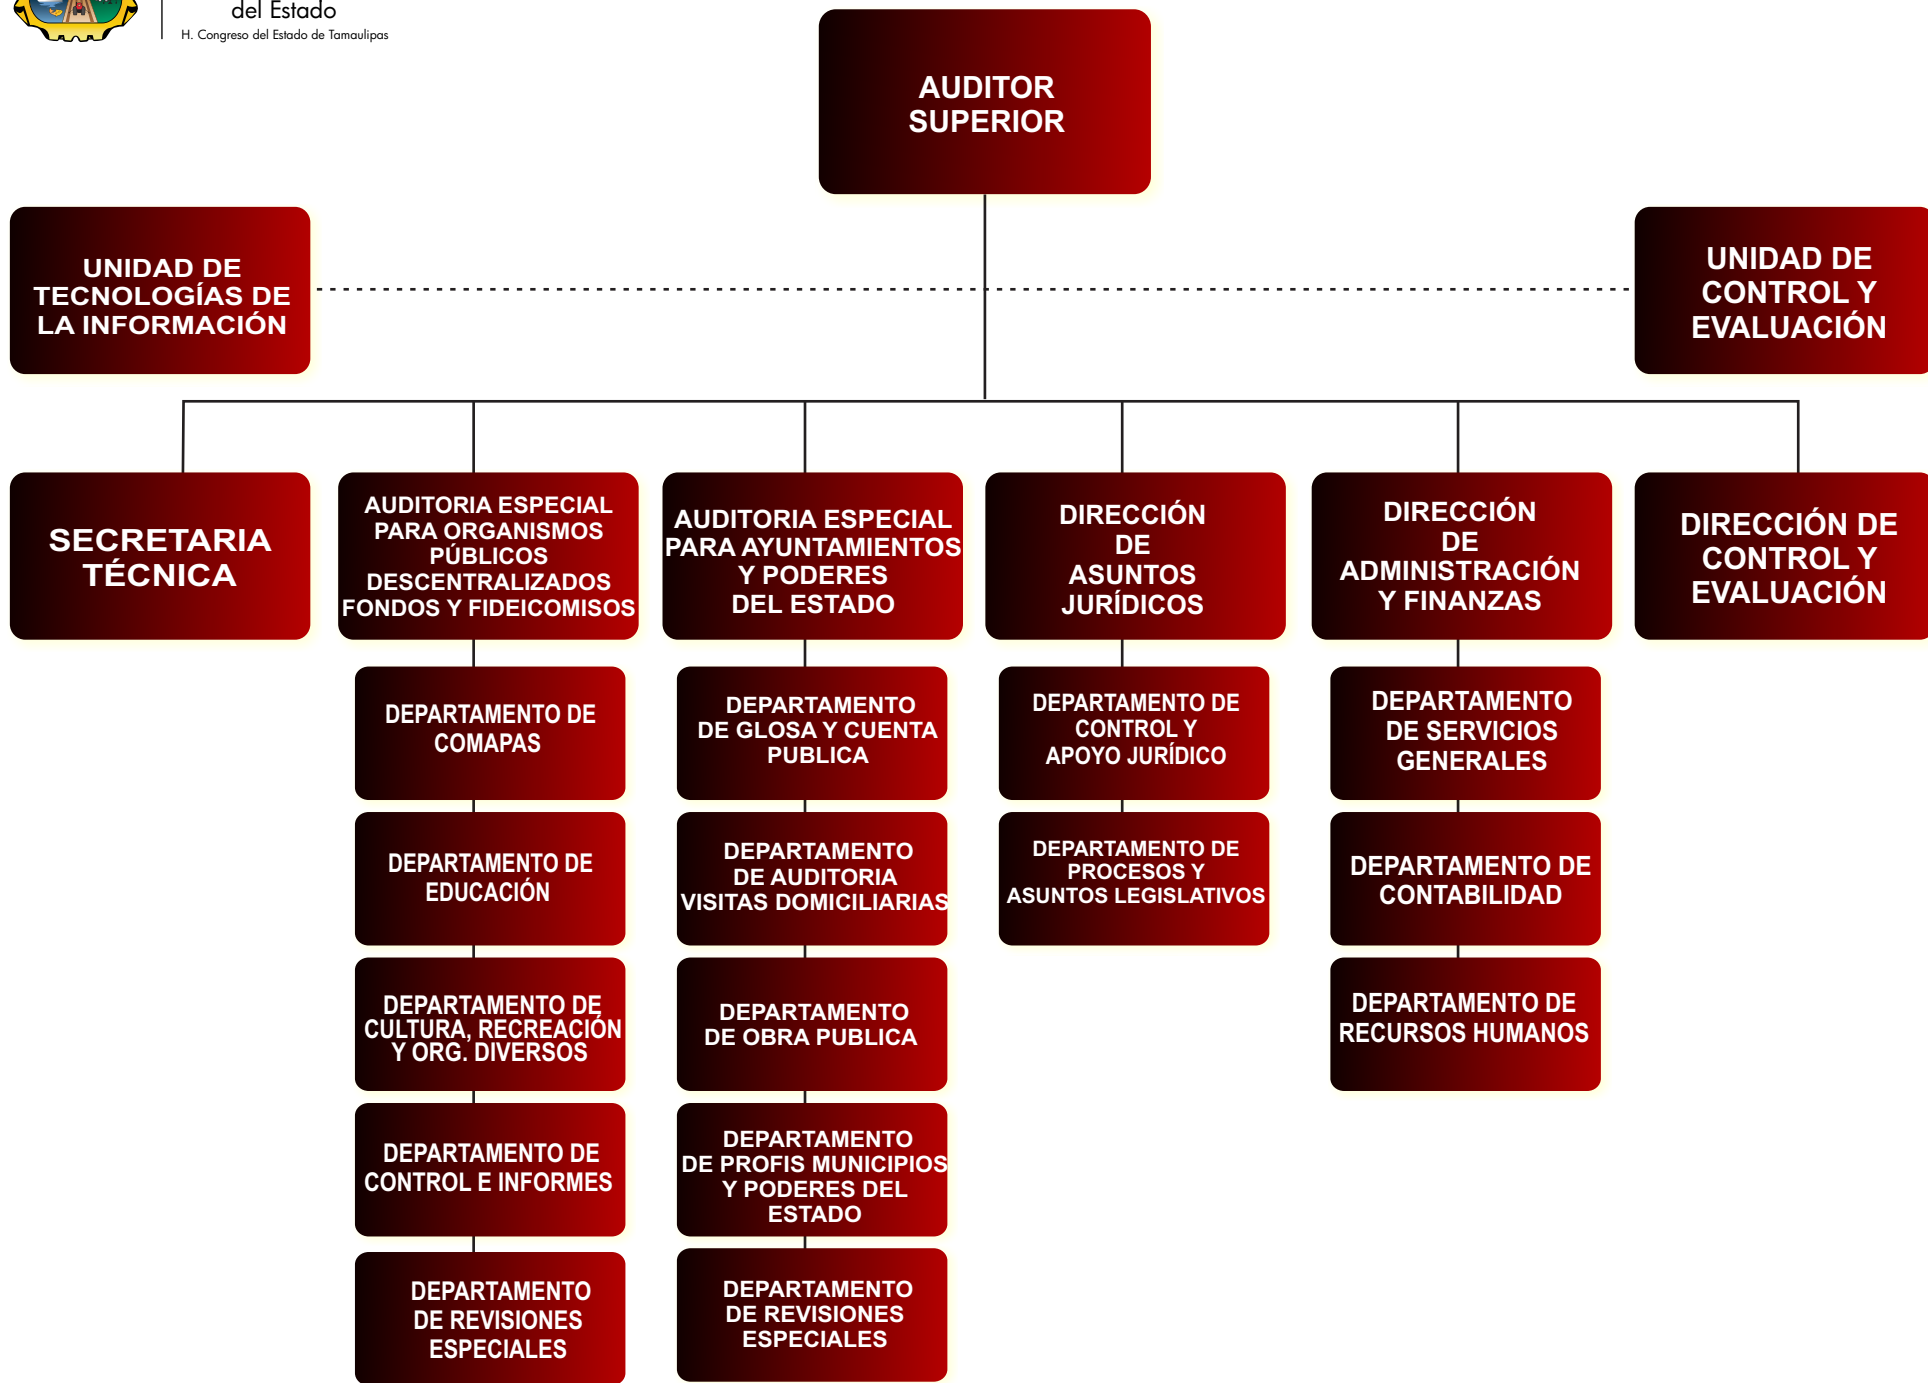 del Estado
H. Congreso del Estado de Tamaulipas
AUDITOR
SUPERIOR
UNIDAD DE
TECNOLOGÍAS DE
LA INFORMACIÓN
UNIDAD DE
CONTROL Y
EVALUACIÓN
SECRETARIA
TÉCNICA
AUDITORIA ESPECIAL
PARA ORGANISMOS
PÚBLICOS
DESCENTRALIZADOS
FONDOS Y FIDEICOMISOS
AUDITORIA ESPECIAL
PARA AYUNTAMIENTOS
Y PODERES
DEL ESTADO
DIRECCIÓN
DE
ASUNTOS
JURÍDICOS
DIRECCIÓN
DE
ADMINISTRACIÓN
Y FINANZAS
DIRECCIÓN DE
CONTROL Y
EVALUACIÓN
DEPARTAMENTO DE
COMAPAS
DEPARTAMENTO
DE GLOSA Y CUENTA
PUBLICA
DEPARTAMENTO DE
CONTROL Y
APOYO JURÍDICO
DEPARTAMENTO
DE SERVICIOS
GENERALES
DEPARTAMENTO DE
EDUCACIÓN
DEPARTAMENTO
DE AUDITORIA
VISITAS DOMICILIARIAS
DEPARTAMENTO DE
PROCESOS Y
ASUNTOS LEGISLATIVOS
DEPARTAMENTO DE
CONTABILIDAD
DEPARTAMENTO DE
CULTURA, RECREACIÓN
Y ORG. DIVERSOS
DEPARTAMENTO
DE OBRA PUBLICA
DEPARTAMENTO DE
RECURSOS HUMANOS
DEPARTAMENTO DE
CONTROL E INFORMES
DEPARTAMENTO
DE PROFIS MUNICIPIOS
Y PODERES DEL
ESTADO
DEPARTAMENTO
DE REVISIONES
ESPECIALES
DEPARTAMENTO
DE REVISIONES
ESPECIALES